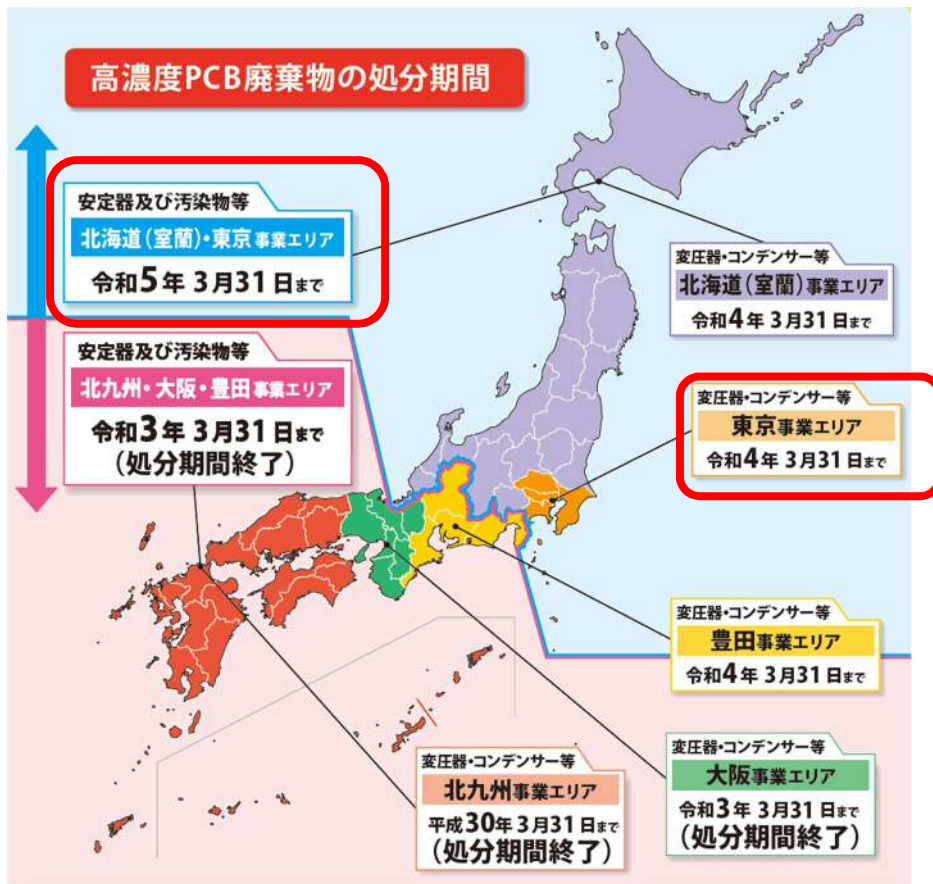 高濃度PCB廃棄物の処分期間
安定器及び汚染物等
北海道(室蘭)・東京事業エリア
令和5年 3月31日まで
安定器及び汚染物等
北九州・大阪・豊田事業エリア
令和3年 3月31日まで
(処分期間終了)
変圧器・コンデンサー等
北海道(室蘭)事業エリア
令和4年 3月31日まで
変圧器・コンデンサー等
東京事業エリア
令和4年 3月31日まで
変圧器・コンデンサー等
豊田事業エリア
令和4年 3月31日まで
変圧器・コンデンサー等
大阪事業エリア
令和3年 3月31日まで
(処分期間終了)
変圧器・コンデンサー等
北九州事業エリア
平成30年 3月31日まで
(処分期間終了)